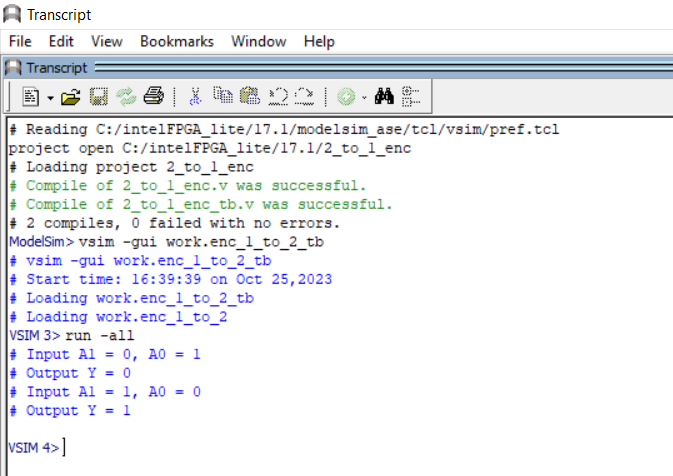 Transcript
File Edit View Bookmarks Window Help
Transcript
# Reading C:/intelFPGA_lite/17.1/modelsim_ase/tcl/vsim/pref.tcl
project open C:/intelFPGA_lite/17.1/2_to_1_enc
# Loading project 2_to_1_enc
# Compile of 2_to_1_enc.v was successful.
# Compile of 2_to_1_enc_tb.v was successful.
# 2 compiles, 0 failed with no errors.
ModelSim> vsim -gui work.enc_1_to_2_tb
# vsim -gui work.enc_1_to_2_tb
# Start time: 16:39:39 on Oct 25,2023
# Loading work.enc_1_to_2_tb
# Loading work.enc_1_to_2
VSIM 3> run -all
# Input A1 = 0, A0 = 1
# Output Y = 0
# Input A1 = 1, A0 = 0
# Output Y = 1
VSIM 4>